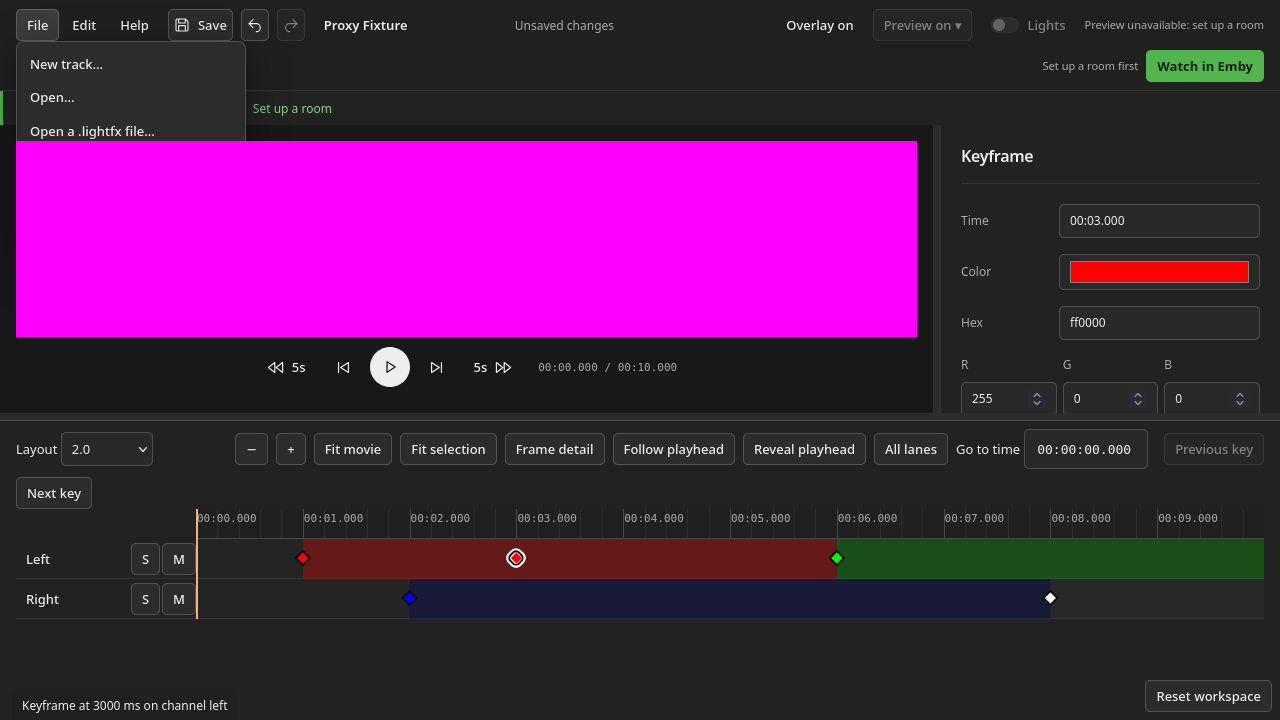 File Edit Help Save Proxy Fixture Unsaved changes Overlay on Preview on ▾ Lights Preview unavailable: set up a room
New track...
Set up a room first Watch in Emby
Open...
Set up a room
Open a .lightfx file...
Keyframe
Time 00:03.000
Color
Hex ff0000
R G B
255 0 0
5s 5s 00:00.000 / 00:10.000
Layout 2.0 − + Fit movie Fit selection Frame detail Follow playhead Reveal playhead All lanes Go to time 00:00:00.000 Previous key
Next key
00:00.000 00:01.000 00:02.000 00:03.000 00:04.000 00:05.000 00:06.000 00:07.000 00:08.000 00:09.000
Left S M
Right S M
Reset workspace
Keyframe at 3000 ms on channel left